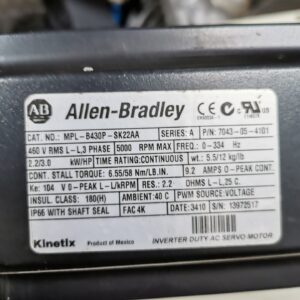 AB Allen-Bradley CE c UL US
CAT. NO.: MPL-B430P-SK22AA SERIES: A P/N: 7043-05-4101
460 V RMS L-L 3 PHASE 5000 RPM MAX FREQ.: 0-334 Hz
2.2/3.0 kW/HP TIME RATING:CONTINUOUS wt.: 5.5/12 kg/lb
CONT. STALL TORQUE: 6.55/58 Nm/LB.IN. 9.2 AMPS 0-PEAK CONT.
Ke: 104 V 0-PEAK L-L/kRPM RES.: 2.2 OHMS L-L,25 C.
INSUL. CLASS: 180(H) AMBIENT:40 C PWM SOURCE VOLTAGE
IP66 WITH SHAFT SEAL FAC 4K DATE: 3410 S/N: 13972517
Kinetix Product of Mexico INVERTER DUTY AC SERVO-MOTOR